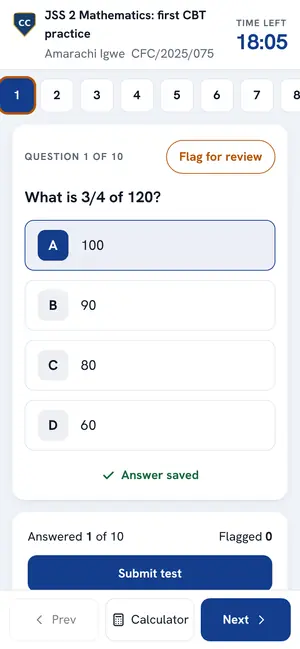 CC
JSS 2 Mathematics: first CBT
practice
Amarachi Igwe CFC/2025/075
TIME LEFT
18:05
1 2 3 4 5 6 7 8
QUESTION 1 OF 10
Flag for review
What is 3/4 of 120?
A 100
B 90
C 80
D 60
Answer saved
Answered 1 of 10
Flagged 0
Submit test
Prev
Calculator
Next